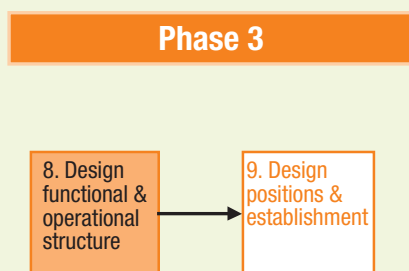 Phase 3
8. Design
functional &
operational
structure
9. Design
positions &
establishment